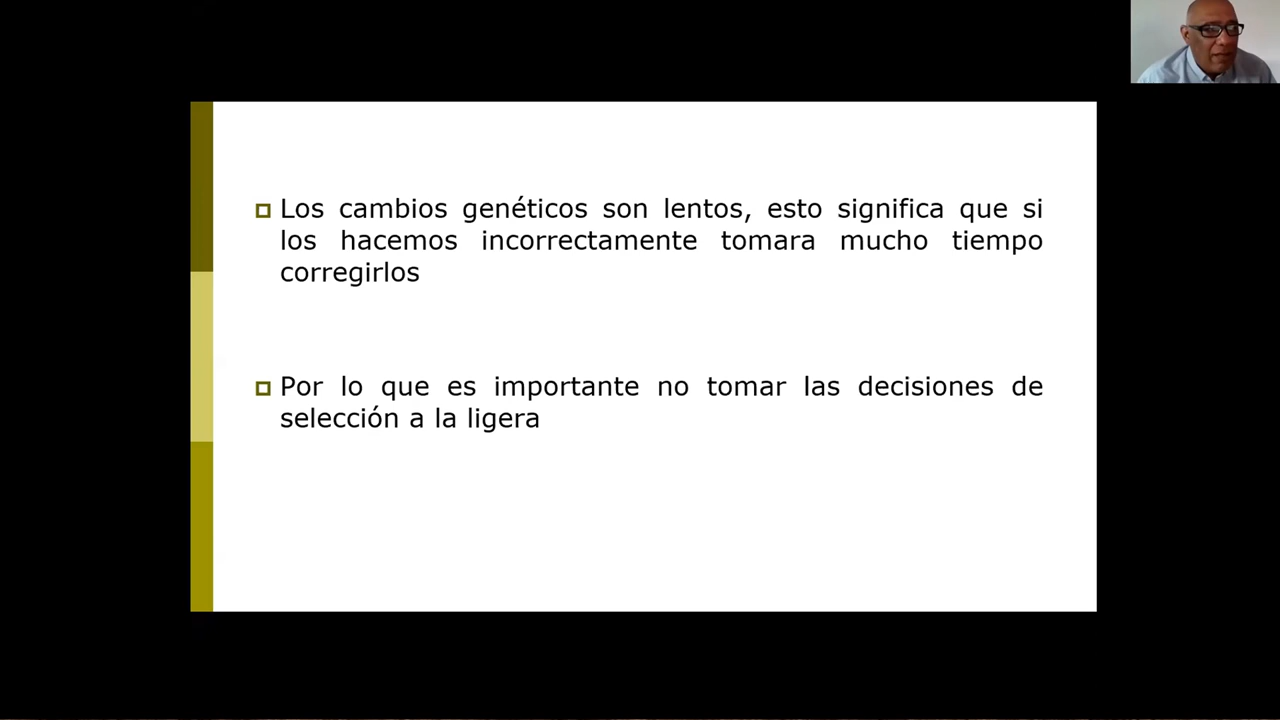 Los cambios genéticos son lentos, esto significa que si
los hacemos incorrectamente tomara mucho tiempo
corregirlos
Por lo que es importante no tomar las decisiones de
selección a la ligera